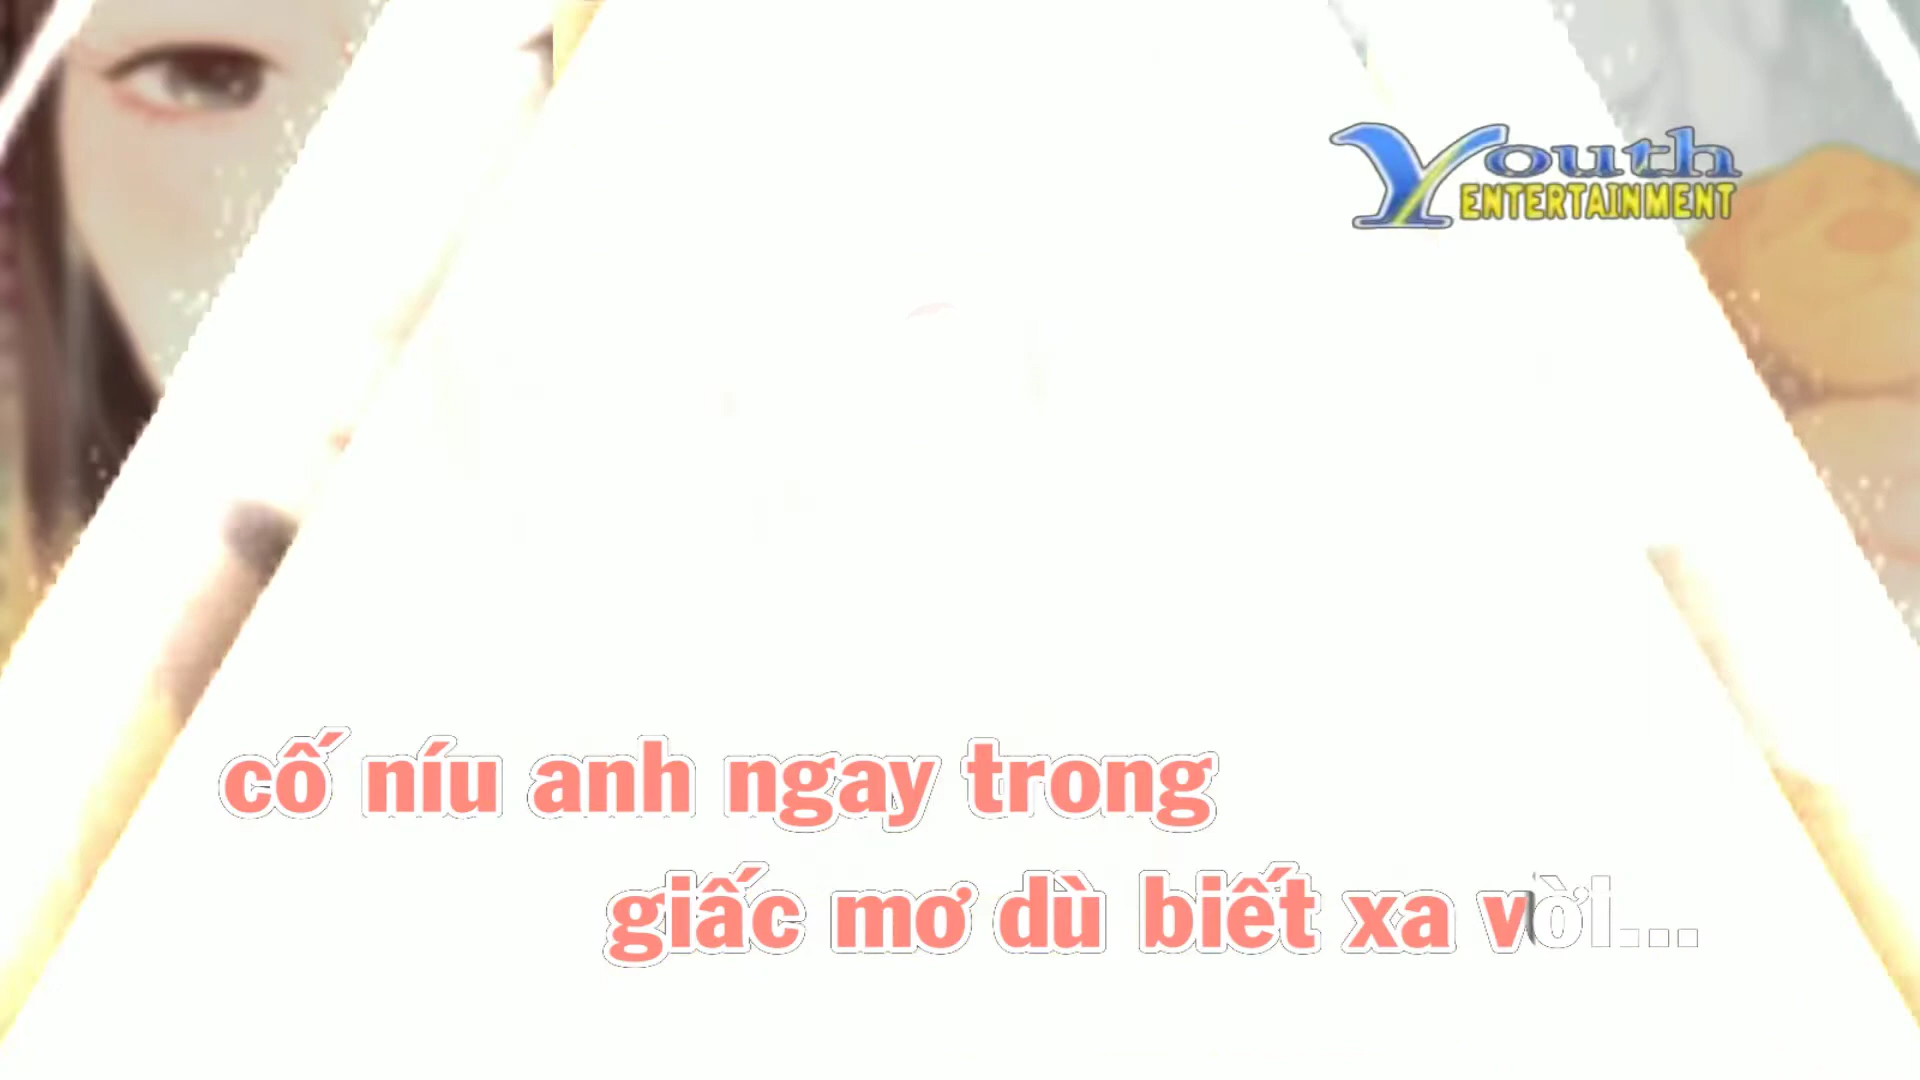 Youth
ENTERTAINMENT
cố níu anh ngay trong
giấc mơ dù biết xa vời...